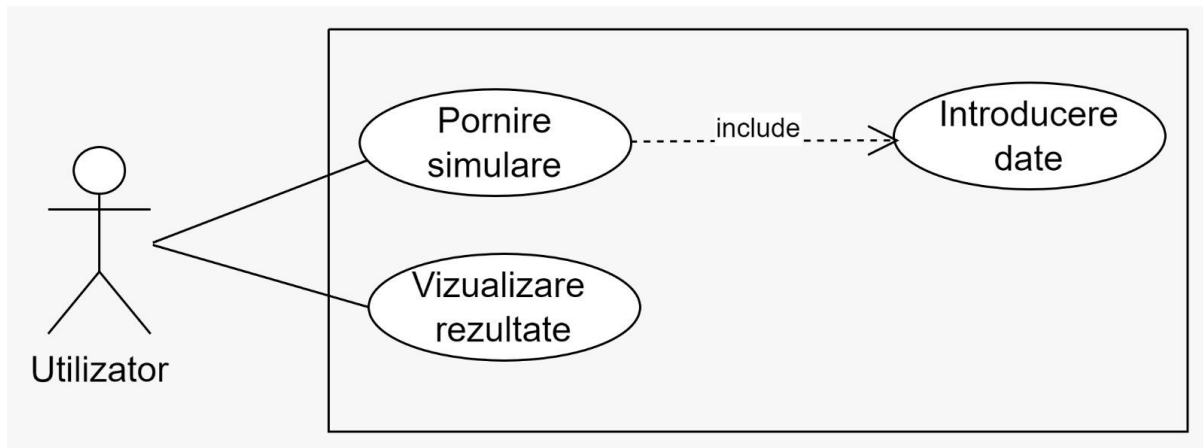 Pornire
simulare
include
Introducere
date
Vizualizare
rezultate
Utilizator